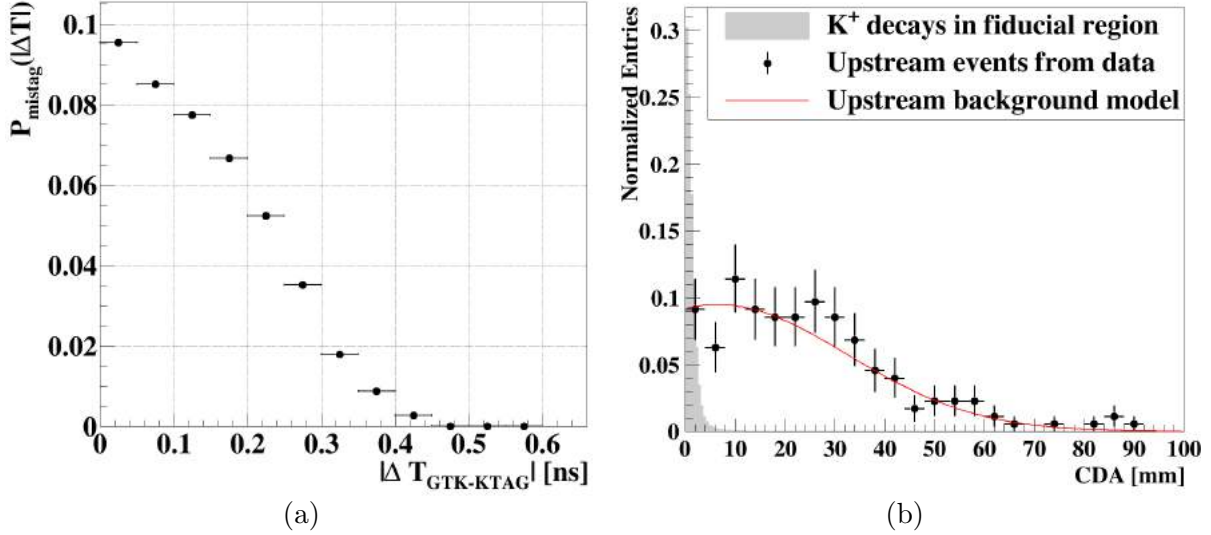 P_mistag(|ΔT|)
0.1
0.08
0.06
0.04
0.02
0
0 0.1 0.2 0.3 0.4 0.5 0.6
|Δ T_GTK-KTAG| [ns]
(a)
Normalized Entries
0.3
0.25
0.2
0.15
0.1
0.05
0
K⁺ decays in fiducial region
Upstream events from data
Upstream background model
0 10 20 30 40 50 60 70 80 90 100
CDA [mm]
(b)